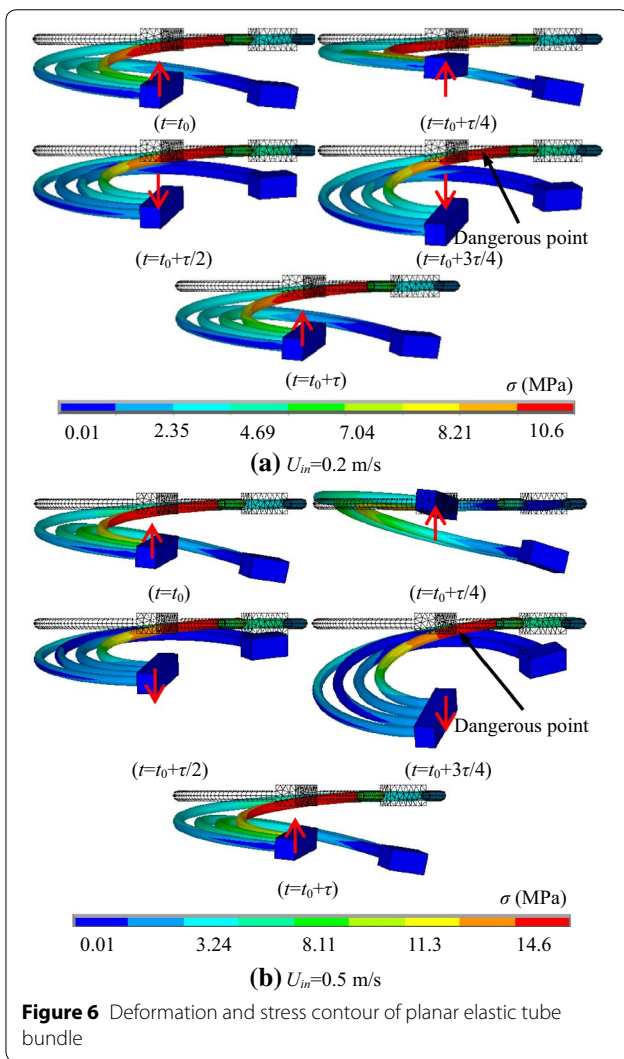 (t=t₀) (t=t₀+τ/4)
Dangerous point
(t=t₀+τ/2) (t=t₀+3τ/4)
(t=t₀+τ)
σ (MPa)
0.01 2.35 4.69 7.04 8.21 10.6
(a) Uᵢₙ=0.2 m/s
(t=t₀) (t=t₀+τ/4)
Dangerous point
(t=t₀+τ/2) (t=t₀+3τ/4)
(t=t₀+τ)
σ (MPa)
0.01 3.24 8.11 11.3 14.6
(b) Uᵢₙ=0.5 m/s
Figure 6 Deformation and stress contour of planar elastic tube
bundle